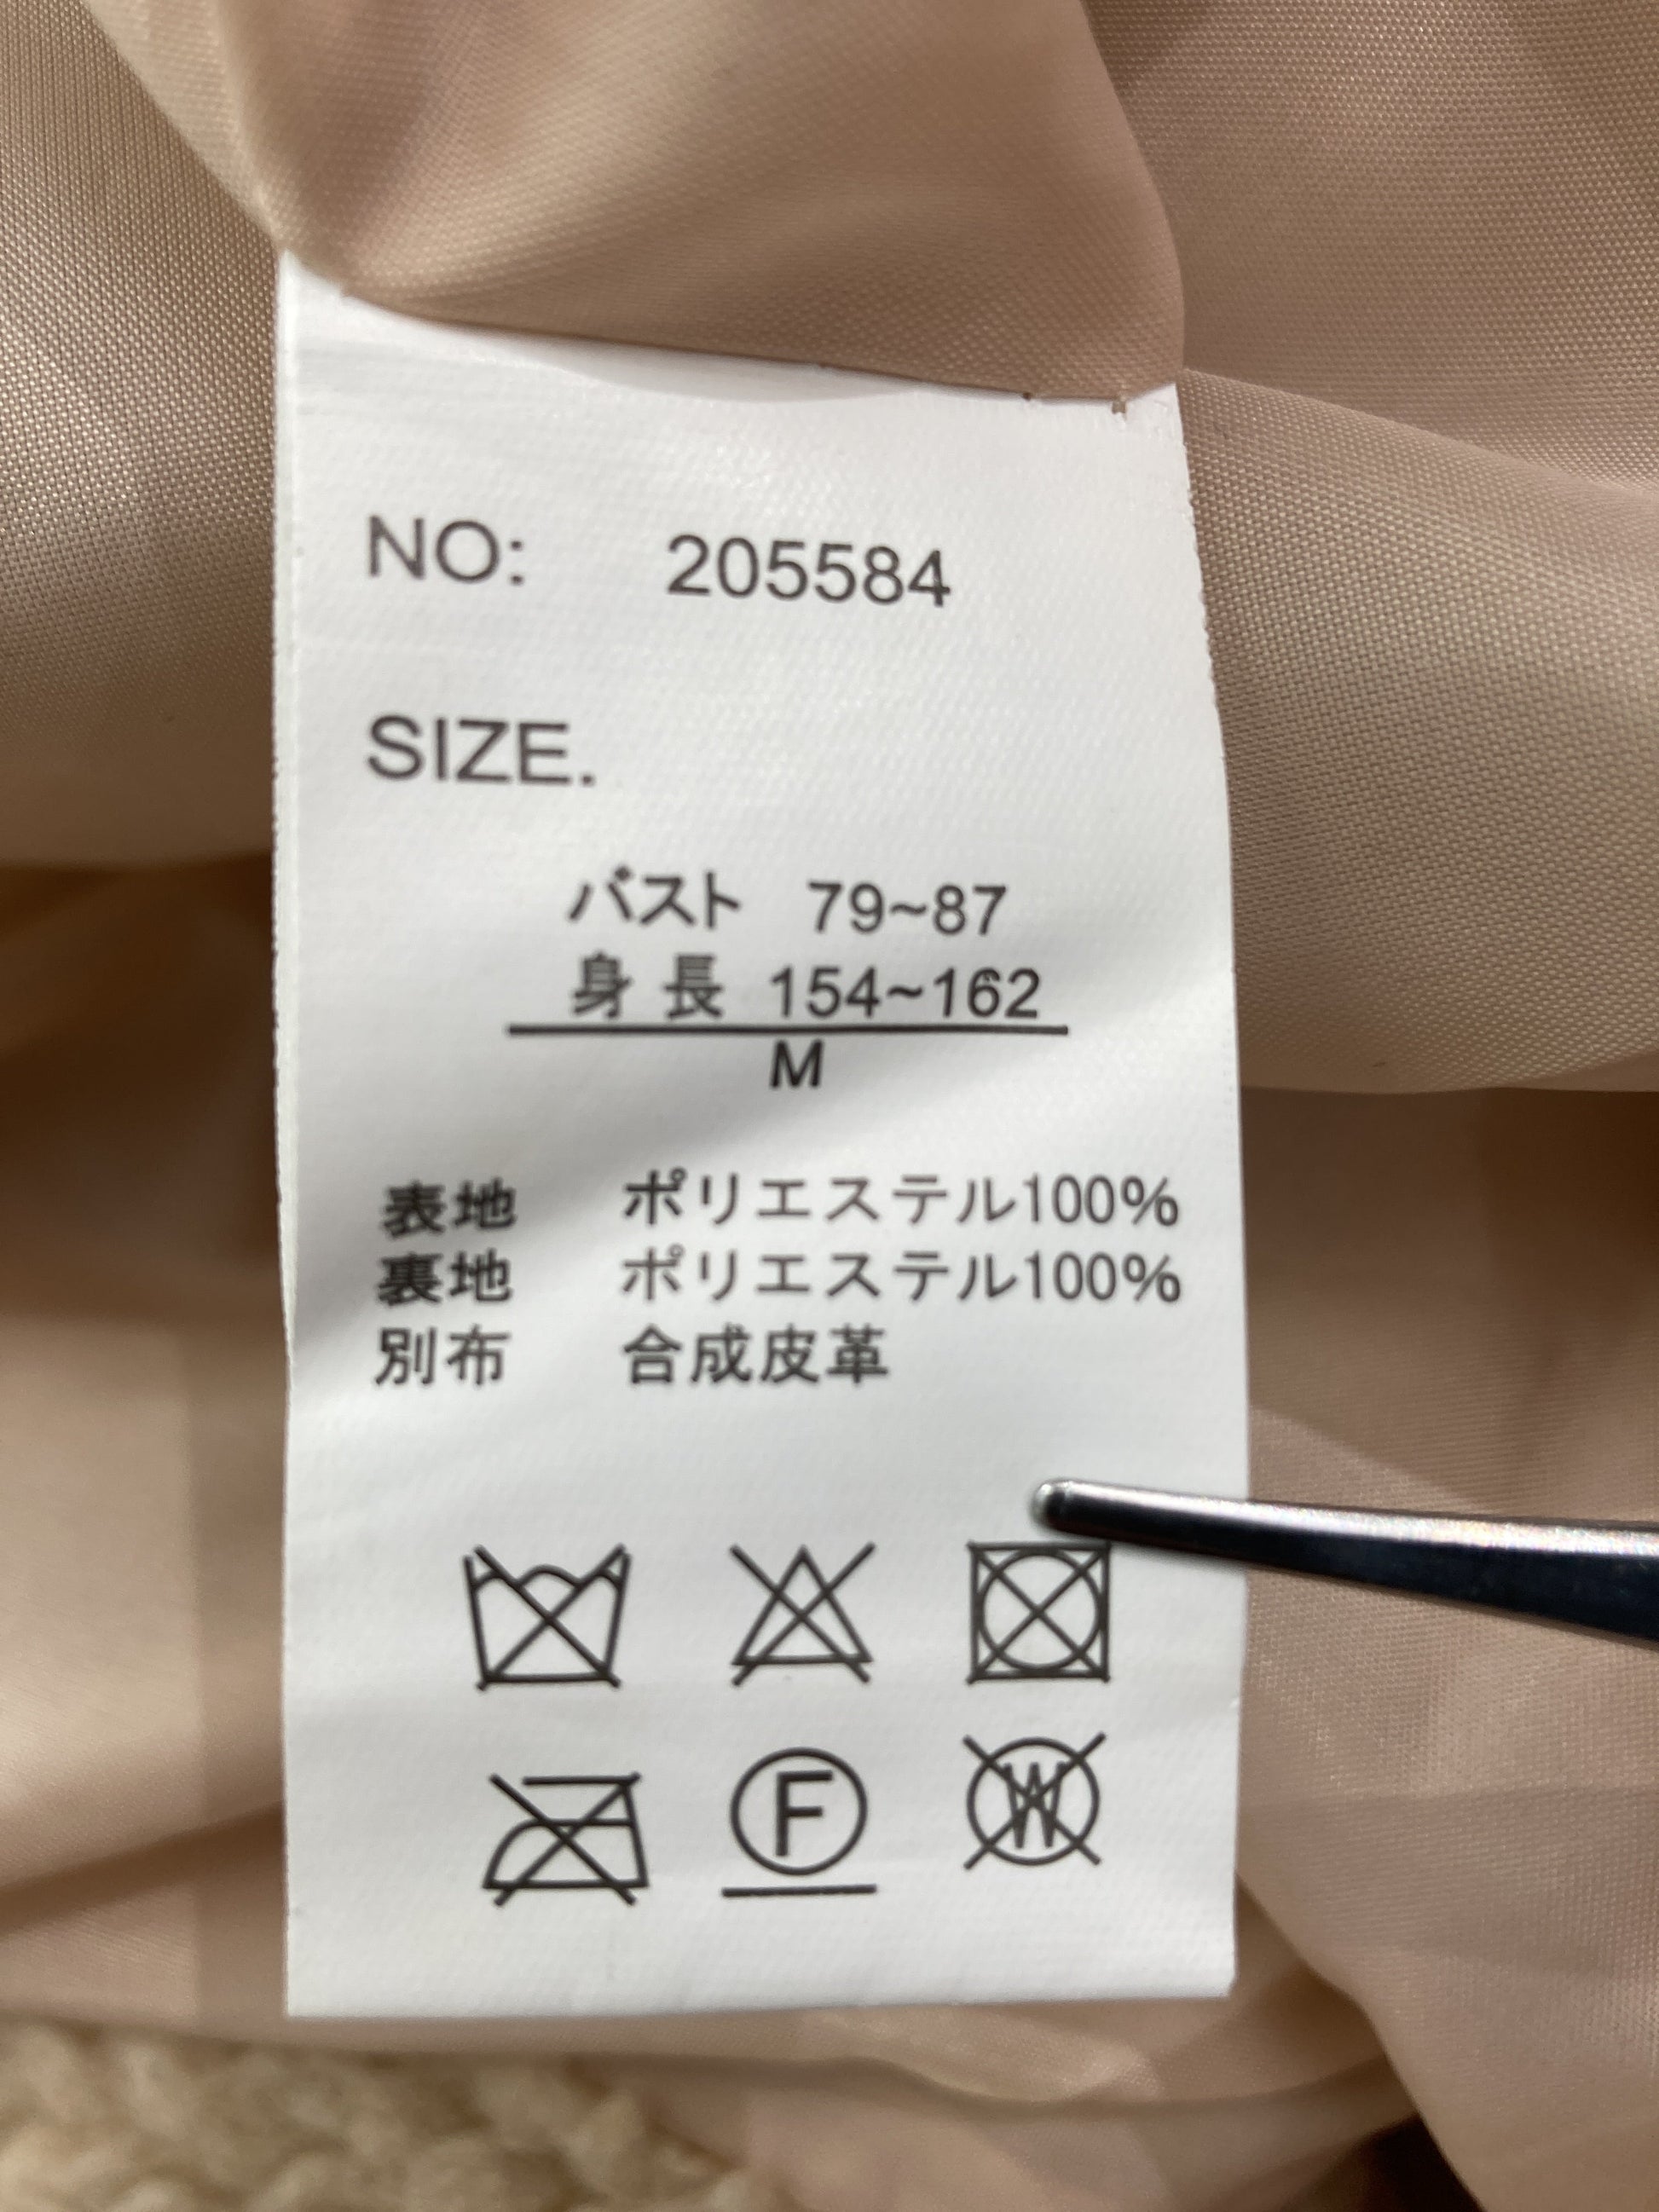 NO: 205584
SIZE.
バスト 79~87
身 長 154~162
M
表地 ポリエステル100%
裏地 ポリエステル100%
別布 合成皮革
F W